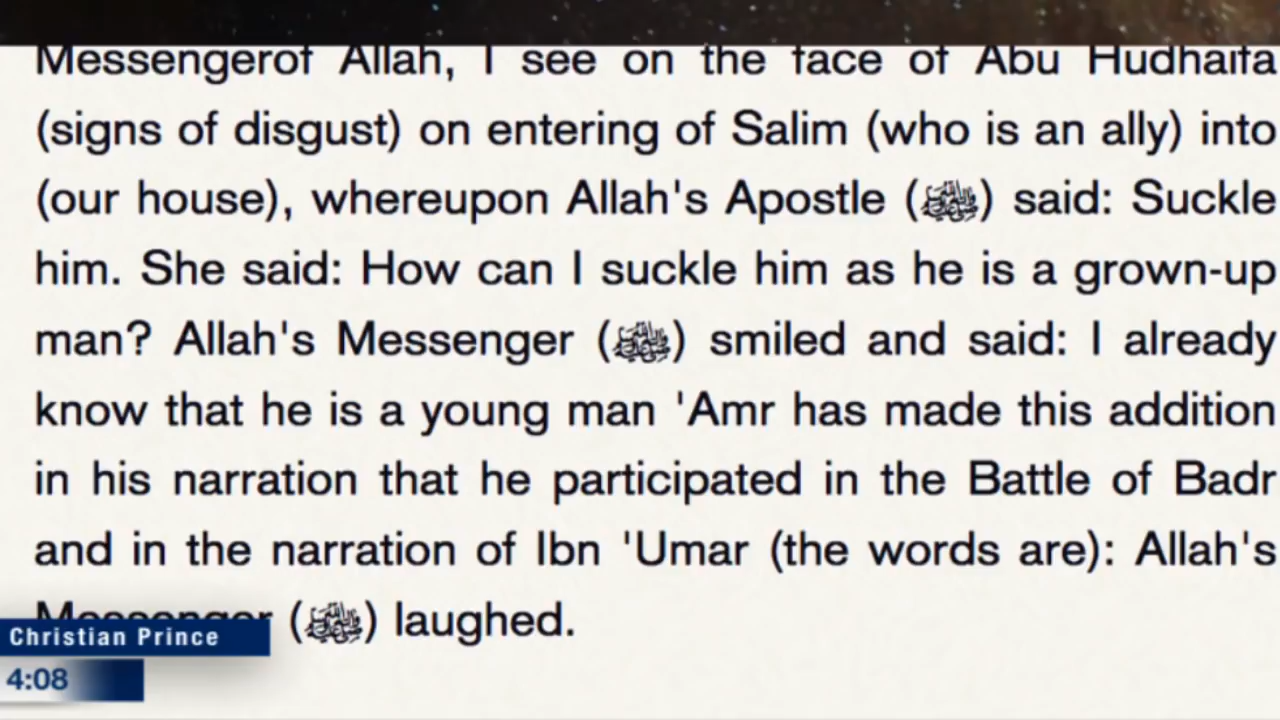 Messengerof Allah, I see on the face of Abu Hudhaifa
(signs of disgust) on entering of Salim (who is an ally) into
(our house), whereupon Allah's Apostle (ﷺ) said: Suckle
him. She said: How can I suckle him as he is a grown-up
man? Allah's Messenger (ﷺ) smiled and said: I already
know that he is a young man 'Amr has made this addition
in his narration that he participated in the Battle of Badr
and in the narration of Ibn 'Umar (the words are): Allah's
Messenger (ﷺ) laughed.
Christian Prince
4:08